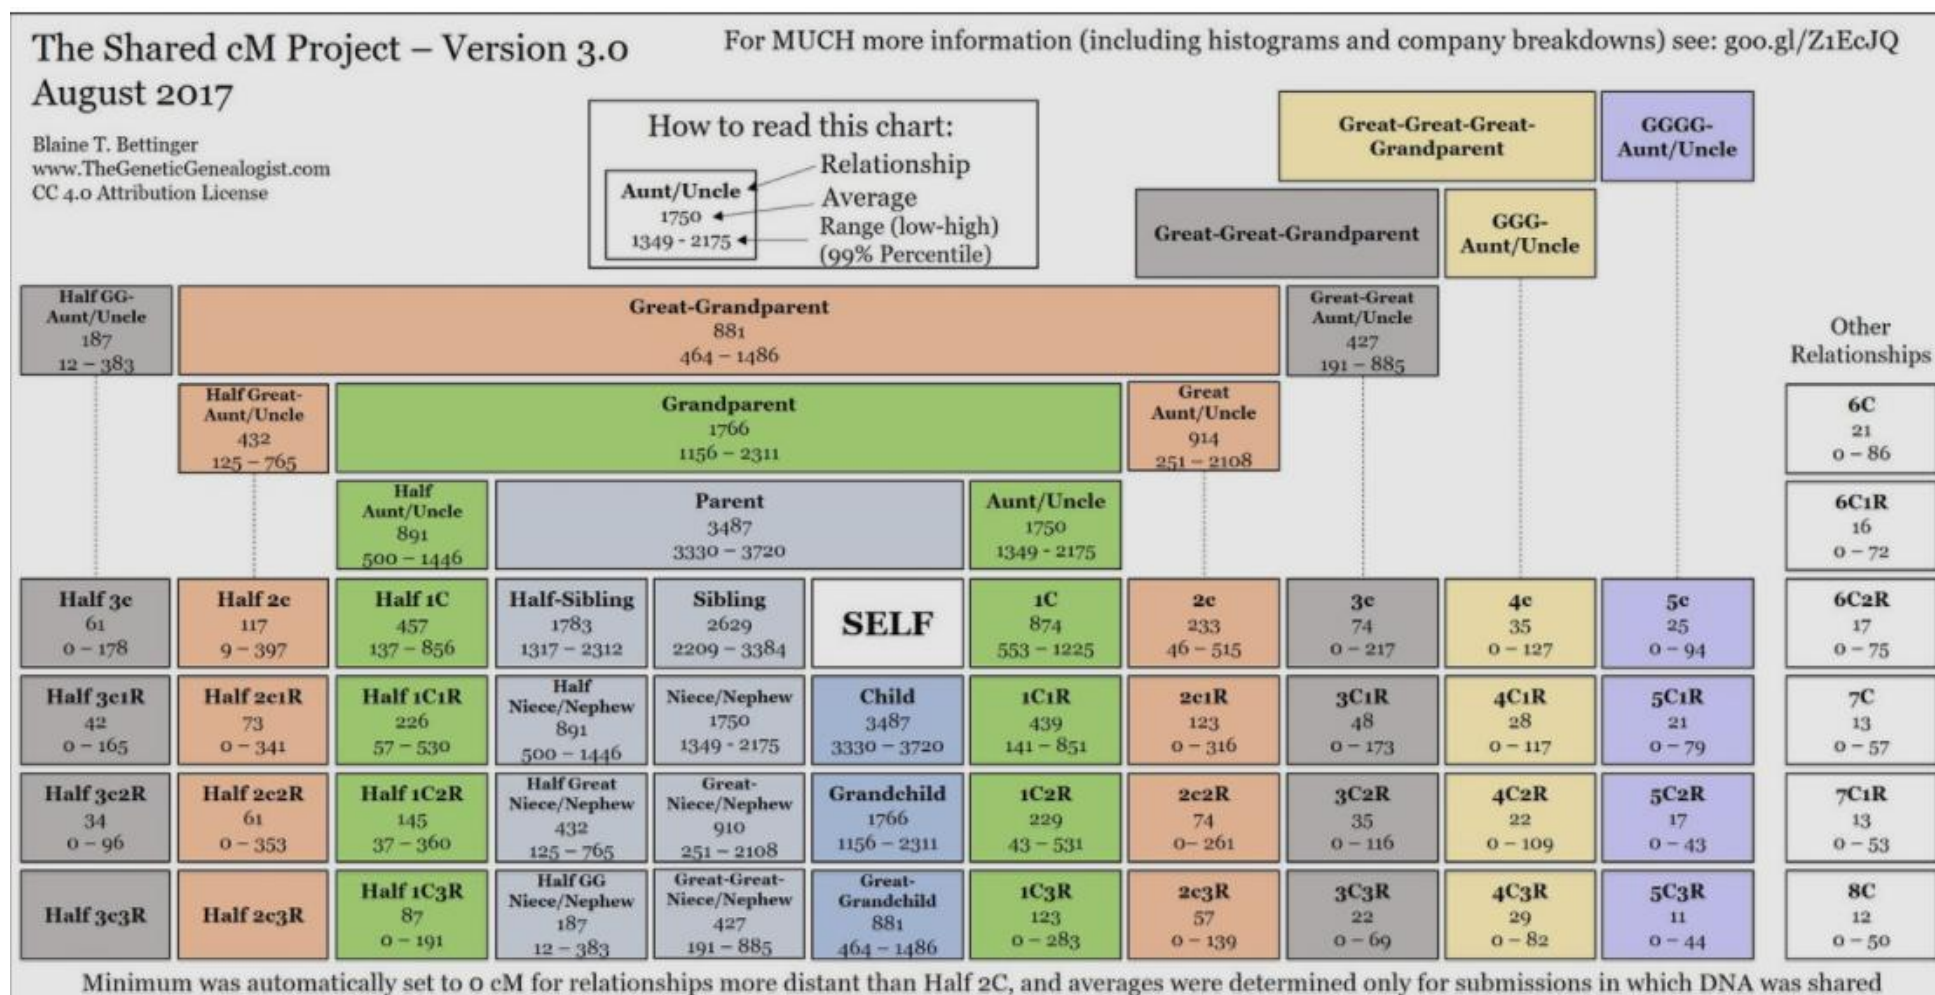 The Shared cM Project – Version 3.0
August 2017
For MUCH more information (including histograms and company breakdowns) see: goo.gl/Z1EcJQ
Blaine T. Bettinger
www.TheGeneticGenealogist.com
CC 4.0 Attribution License
How to read this chart:
Relationship
Aunt/Uncle
Average
1750
Range (low-high)
1349 - 2175
(99% Percentile)
Great-Great-Great-
Grandparent
GGGG-
Aunt/Uncle
Great-Great-Grandparent
GGG-
Aunt/Uncle
Half GG-
Aunt/Uncle
187
12 – 383
Great-Grandparent
881
464 – 1486
Great-Great
Aunt/Uncle
427
191 – 885
Other
Relationships
Half Great-
Aunt/Uncle
432
125 – 765
Grandparent
1766
1156 – 2311
Great
Aunt/Uncle
914
251 – 2108
6C
21
0 – 86
Half
Aunt/Uncle
891
500 – 1446
Parent
3487
3330 – 3720
Aunt/Uncle
1750
1349 - 2175
6C1R
16
0 – 72
Half 3c
61
0 – 178
Half 2c
117
9 – 397
Half 1C
457
137 – 856
Half-Sibling
1783
1317 – 2312
Sibling
2629
2209 – 3384
SELF
1C
874
553 – 1225
2c
233
46 – 515
3c
74
0 – 217
4c
35
0 – 127
5c
25
0 – 94
6C2R
17
0 – 75
Half 3c1R
42
0 – 165
Half 2c1R
73
0 – 341
Half 1C1R
226
57 – 530
Half
Niece/Nephew
891
500 – 1446
Niece/Nephew
1750
1349 - 2175
Child
3487
3330 – 3720
1C1R
439
141 – 851
2c1R
123
0 – 316
3C1R
48
0 – 173
4C1R
28
0 – 117
5C1R
21
0 – 79
7C
13
0 – 57
Half 3c2R
34
0 – 96
Half 2c2R
61
0 – 353
Half 1C2R
145
37 – 360
Half Great
Niece/Nephew
432
125 – 765
Great-
Niece/Nephew
910
251 – 2108
Grandchild
1766
1156 – 2311
1C2R
229
43 – 531
2c2R
74
0– 261
3C2R
35
0 – 116
4C2R
22
0 – 109
5C2R
17
0 – 43
7C1R
13
0 – 53
Half 3c3R
Half 2c3R
Half 1C3R
87
0 – 191
Half GG
Niece/Nephew
187
12 – 383
Great-Great-
Niece/Nephew
427
191 – 885
Great-
Grandchild
881
464 – 1486
1C3R
123
0 – 283
2c3R
57
0 – 139
3C3R
22
0 – 69
4C3R
29
0 – 82
5C3R
11
0 – 44
8C
12
0 – 50
Minimum was automatically set to 0 cM for relationships more distant than Half 2C, and averages were determined only for submissions in which DNA was shared